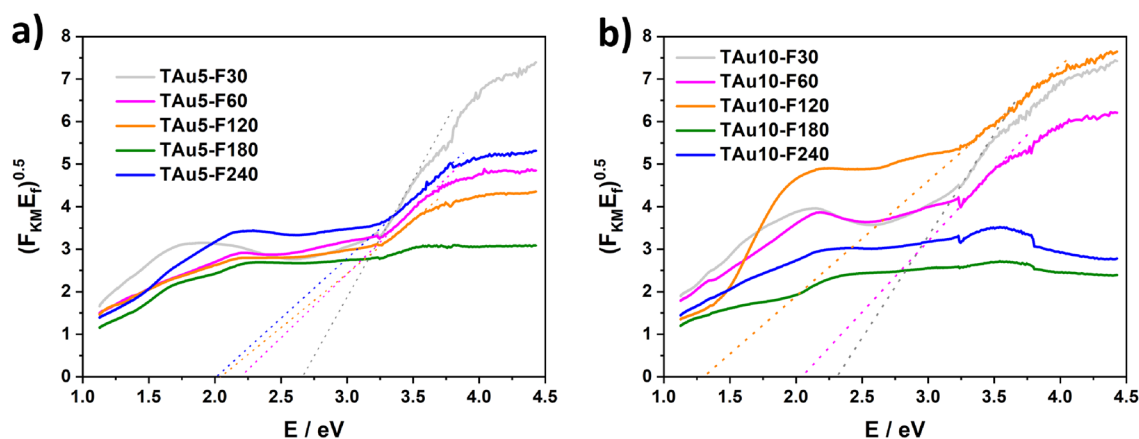 a)
(F_KM E_f)^0.5
8
7
6
5
4
3
2
1
0
TAu5-F30
TAu5-F60
TAu5-F120
TAu5-F180
TAu5-F240
1.0 1.5 2.0 2.5 3.0 3.5 4.0 4.5
E / eV
b)
(F_KM E_f)^0.5
8
7
6
5
4
3
2
1
0
TAu10-F30
TAu10-F60
TAu10-F120
TAu10-F180
TAu10-F240
1.0 1.5 2.0 2.5 3.0 3.5 4.0 4.5
E / eV